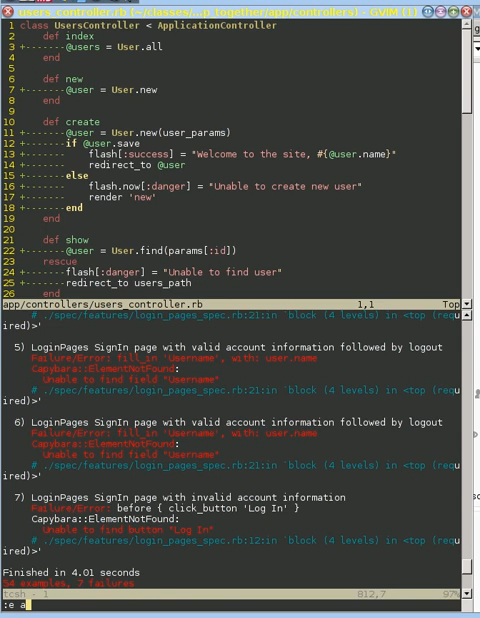 users_controller.rb (~/classes/...p_together/app/controllers) - GVIM (1)
1 class UsersController < ApplicationController
2 def index
3 +-------@users = User.all
4 end
5
6 def new
7 +-------@user = User.new
8 end
9
10 def create
11 +-------@user = User.new(user_params)
12 +-------if @user.save
13 +------- flash[:success] = "Welcome to the site, #{@user.name}"
14 +------- redirect_to @user
15 +-------else
16 +------- flash.now[:danger] = "Unable to create new user"
17 +------- render 'new'
18 +-------end
19 end
20
21 def show
22 +-------@user = User.find(params[:id])
23 rescue
24 +-------flash[:danger] = "Unable to find user"
25 +-------redirect_to users_path
26 end
app/controllers/users_controller.rb 1,1 Top
# ./spec/features/login_pages_spec.rb:21:in `block (4 levels) in <top (requ
ired)>'
5) LoginPages SignIn page with valid account information followed by logout
Failure/Error: fill_in 'Username', with: user.name
Capybara::ElementNotFound:
Unable to find field "Username"
# ./spec/features/login_pages_spec.rb:21:in `block (4 levels) in <top (requ
ired)>'
6) LoginPages SignIn page with valid account information followed by logout
Failure/Error: fill_in 'Username', with: user.name
Capybara::ElementNotFound:
Unable to find field "Username"
# ./spec/features/login_pages_spec.rb:21:in `block (4 levels) in <top (requ
ired)>'
7) LoginPages SignIn page with invalid account information
Failure/Error: before { click_button 'Log In' }
Capybara::ElementNotFound:
Unable to find button "Log In"
# ./spec/features/login_pages_spec.rb:12:in `block (4 levels) in <top (requ
ired)>'
Finished in 4.01 seconds
54 examples, 7 failures
tcsh - 1 812,7 97%
:e a